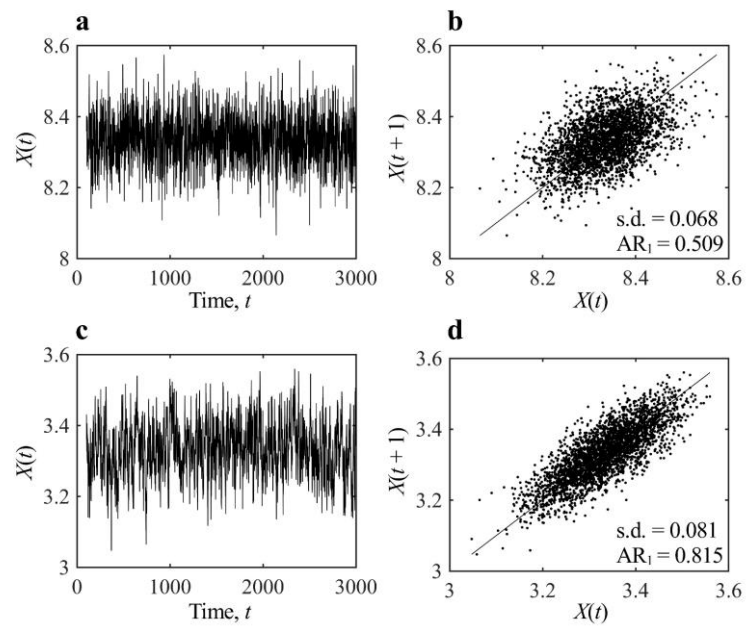 a
8.6
8.4
8.2
8
X(t)
0 1000 2000 3000
Time, t
b
8.6
8.4
8.2
8
X(t + 1)
s.d. = 0.068
AR1 = 0.509
8 8.2 8.4 8.6
X(t)
c
3.6
3.4
3.2
3
X(t)
0 1000 2000 3000
Time, t
d
3.6
3.4
3.2
3
X(t + 1)
s.d. = 0.081
AR1 = 0.815
3 3.2 3.4 3.6
X(t)